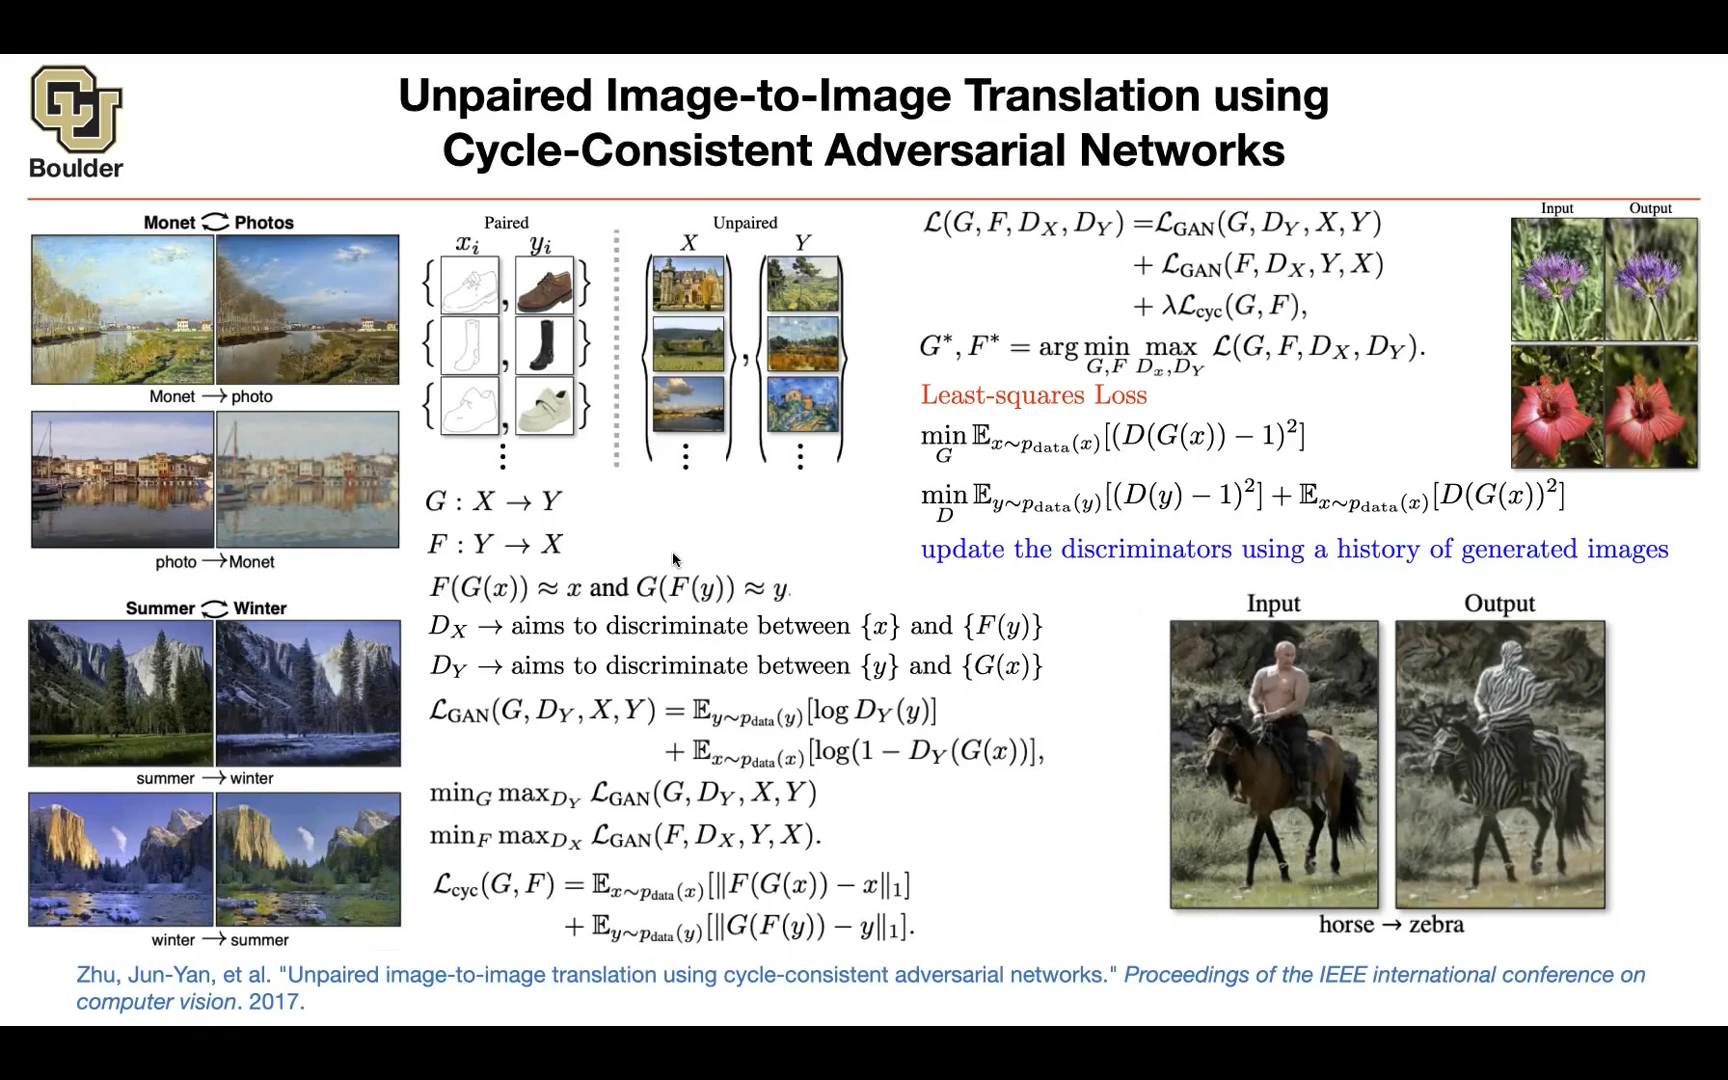 Boulder
Unpaired Image-to-Image Translation using
Cycle-Consistent Adversarial Networks
Monet ⇄ Photos
Monet → photo
photo → Monet
Summer ⇄ Winter
summer → winter
winter → summer
Paired
x_i y_i
Unpaired
X Y
G : X → Y
F : Y → X
F(G(x)) ≈ x and G(F(y)) ≈ y.
D_X → aims to discriminate between {x} and {F(y)}
D_Y → aims to discriminate between {y} and {G(x)}
ℒ_GAN(G, D_Y, X, Y) = 𝔼_{y∼p_data(y)}[log D_Y(y)]
+ 𝔼_{x∼p_data(x)}[log(1 − D_Y(G(x))],
min_G max_{D_Y} ℒ_GAN(G, D_Y, X, Y)
min_F max_{D_X} ℒ_GAN(F, D_X, Y, X).
ℒ_cyc(G, F) = 𝔼_{x∼p_data(x)}[‖F(G(x)) − x‖_1]
+ 𝔼_{y∼p_data(y)}[‖G(F(y)) − y‖_1].
ℒ(G, F, D_X, D_Y) = ℒ_GAN(G, D_Y, X, Y)
+ ℒ_GAN(F, D_X, Y, X)
+ λℒ_cyc(G, F),
G*, F* = arg min_{G,F} max_{D_x,D_Y} ℒ(G, F, D_X, D_Y).
Least-squares Loss
min_G 𝔼_{x∼p_data(x)}[(D(G(x)) − 1)^2]
min_D 𝔼_{y∼p_data(y)}[(D(y) − 1)^2] + 𝔼_{x∼p_data(x)}[D(G(x))^2]
update the discriminators using a history of generated images
Input Output
Input Output
horse → zebra
Zhu, Jun-Yan, et al. "Unpaired image-to-image translation using cycle-consistent adversarial networks." Proceedings of the IEEE international conference on
computer vision. 2017.